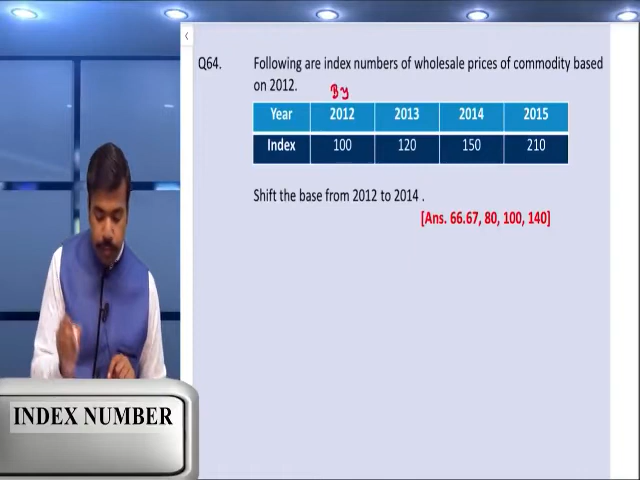 Q64. Following are index numbers of wholesale prices of commodity based
on 2012.
By
Year 2012 2013 2014 2015
Index 100 120 150 210
Shift the base from 2012 to 2014 .
[Ans. 66.67, 80, 100, 140]
INDEX NUMBER